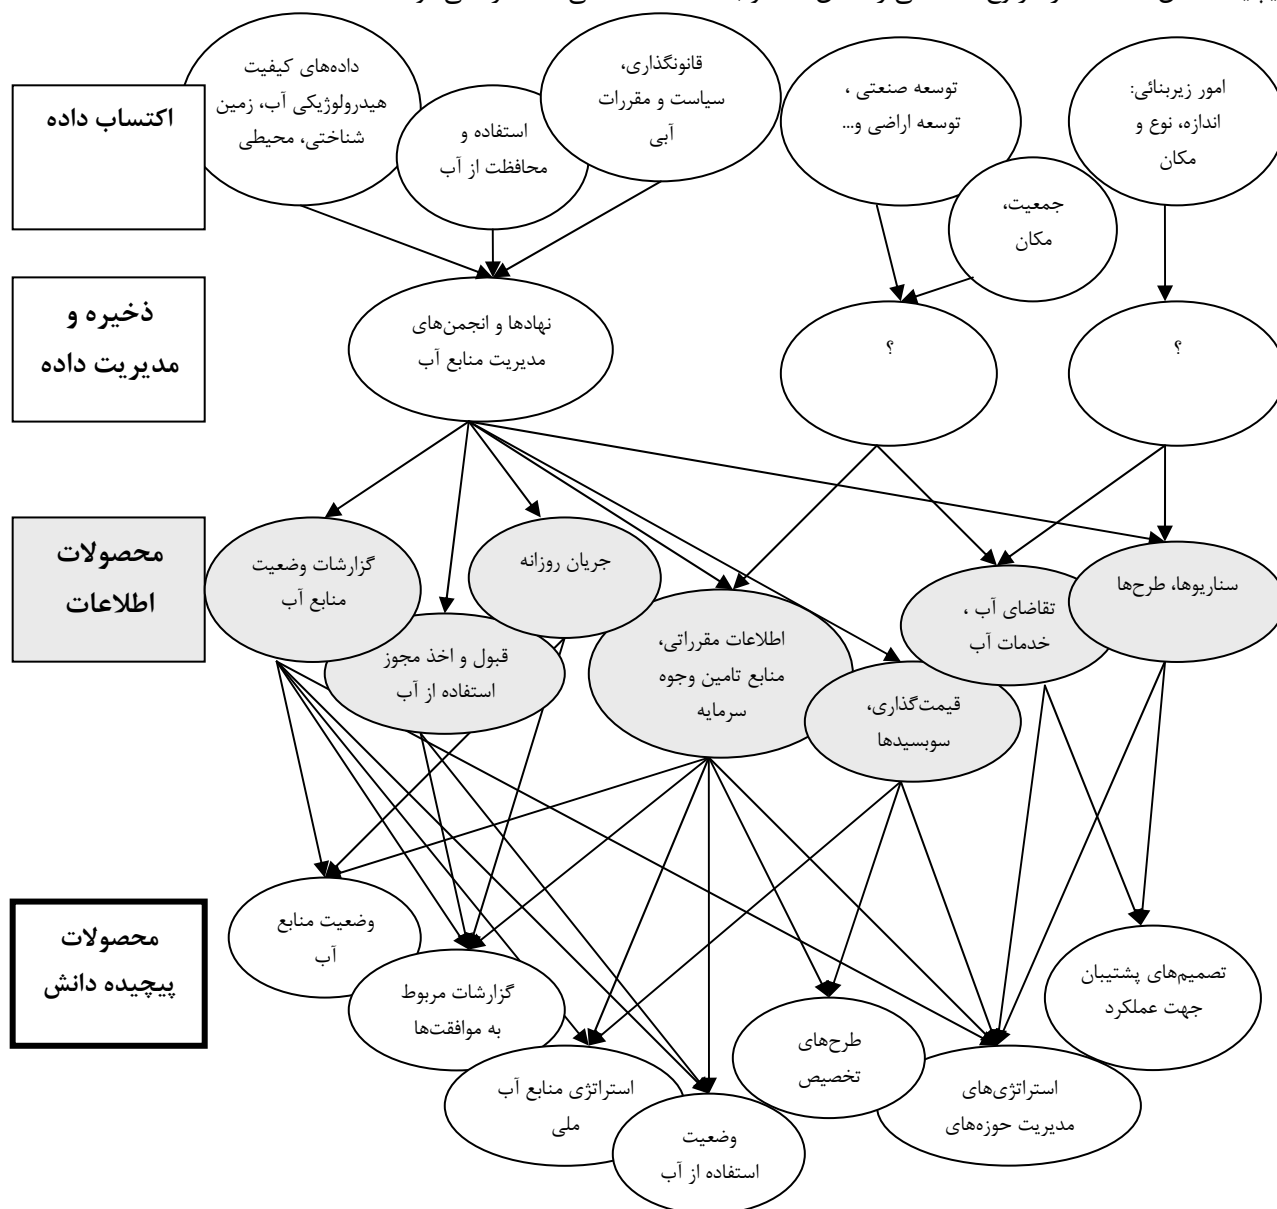 اکتساب داده
داده‌های کیفیت
هیدرولوژیکی آب، زمین
شناختی، محیطی
استفاده و
محافظت از آب
قانونگذاری،
سیاست و مقررات
آبی
توسعه صنعتی ،
توسعه اراضی و...
جمعیت،
مکان
امور زیربنائی:
اندازه، نوع و
مکان
ذخیره و
مدیریت داده
نهادها و انجمن‌های
مدیریت منابع آب
؟
؟
محصولات
اطلاعات
گزارشات وضعیت
منابع آب
قبول و اخذ مجوز
استفاده از آب
جریان روزانه
اطلاعات مقرراتی،
منابع تامین وجوه
سرمایه
قیمت‌گذاری،
سوبسیدها
تقاضای آب ،
خدمات آب
سناریوها، طرح‌ها
محصولات
پیچیده دانش
وضعیت منابع
آب
گزارشات مربوط
به موافقت‌ها
استراتژی منابع آب
ملی
وضعیت
استفاده از آب
طرح‌های
تخصیص
استراتژی‌های
مدیریت حوزه‌های
تصمیم‌های پشتیبان
جهت عملکرد